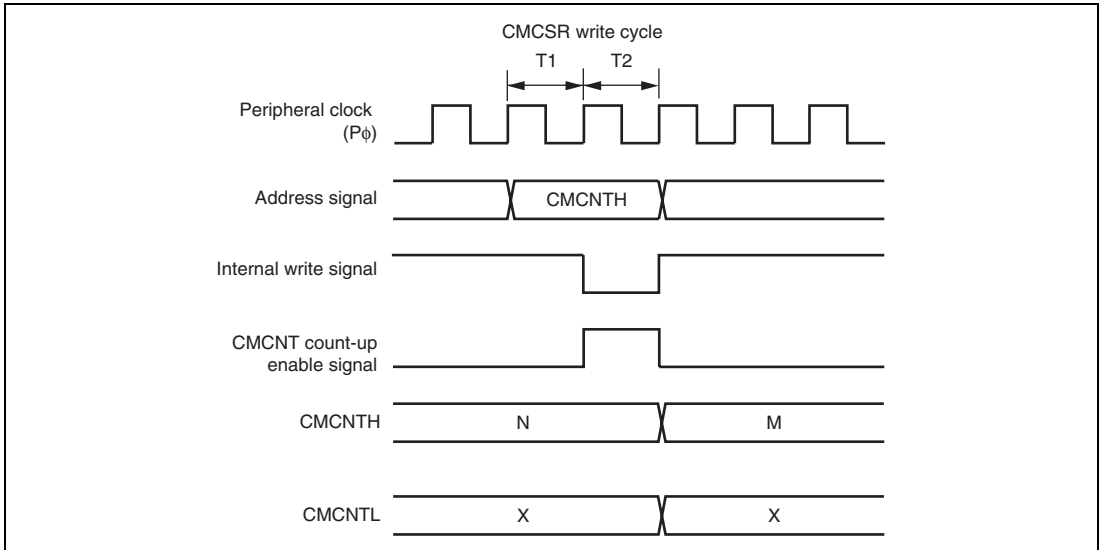 CMCSR write cycle
T1 T2
Peripheral clock
(Pϕ)
Address signal CMCNTH
Internal write signal
CMCNT count-up
enable signal
CMCNTH N M
CMCNTL X X